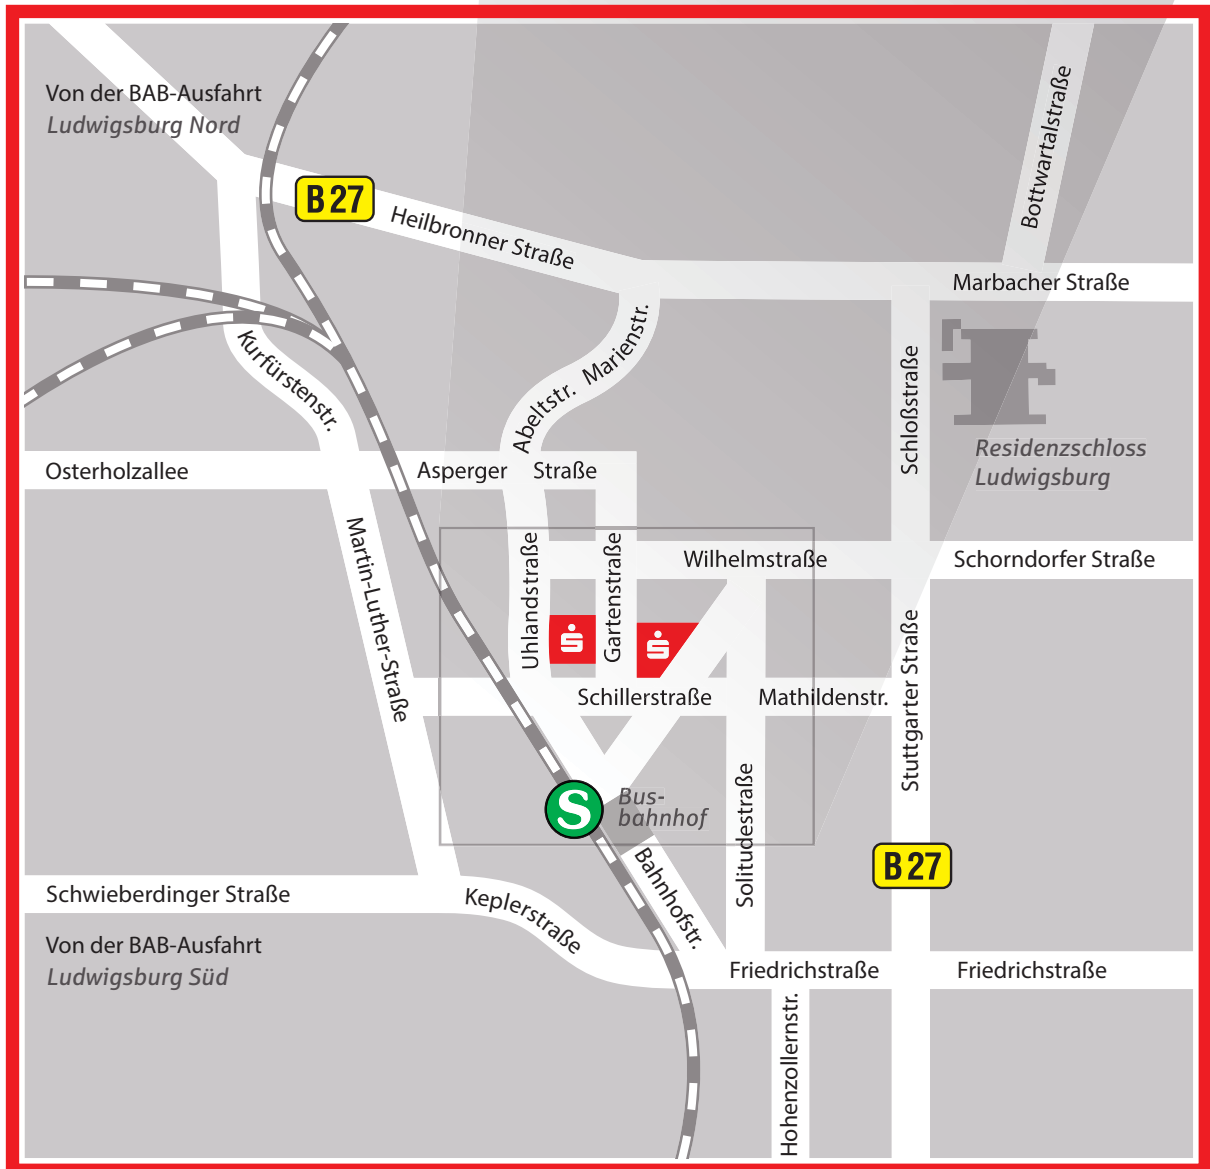 Von der BAB-Ausfahrt
Ludwigsburg Nord
B 27
Heilbronner Straße
Bottwartalstraße
Marbacher Straße
Kurfürstenstr.
Marienstr.
Abeltstr.
Schloßstraße
Residenzschloss
Ludwigsburg
Osterholzallee
Asperger Straße
Martin-Luther-Straße
Uhlandstraße
Gartenstraße
Wilhelmstraße
Schorndorfer Straße
Schillerstraße
Mathildenstr.
Stuttgarter Straße
S
Bus-
bahnhof
Solitudestraße
B 27
Bahnhofstr.
Schwieberdinger Straße
Keplerstraße
Von der BAB-Ausfahrt
Ludwigsburg Süd
Friedrichstraße
Friedrichstraße
Hohenzollernstr.